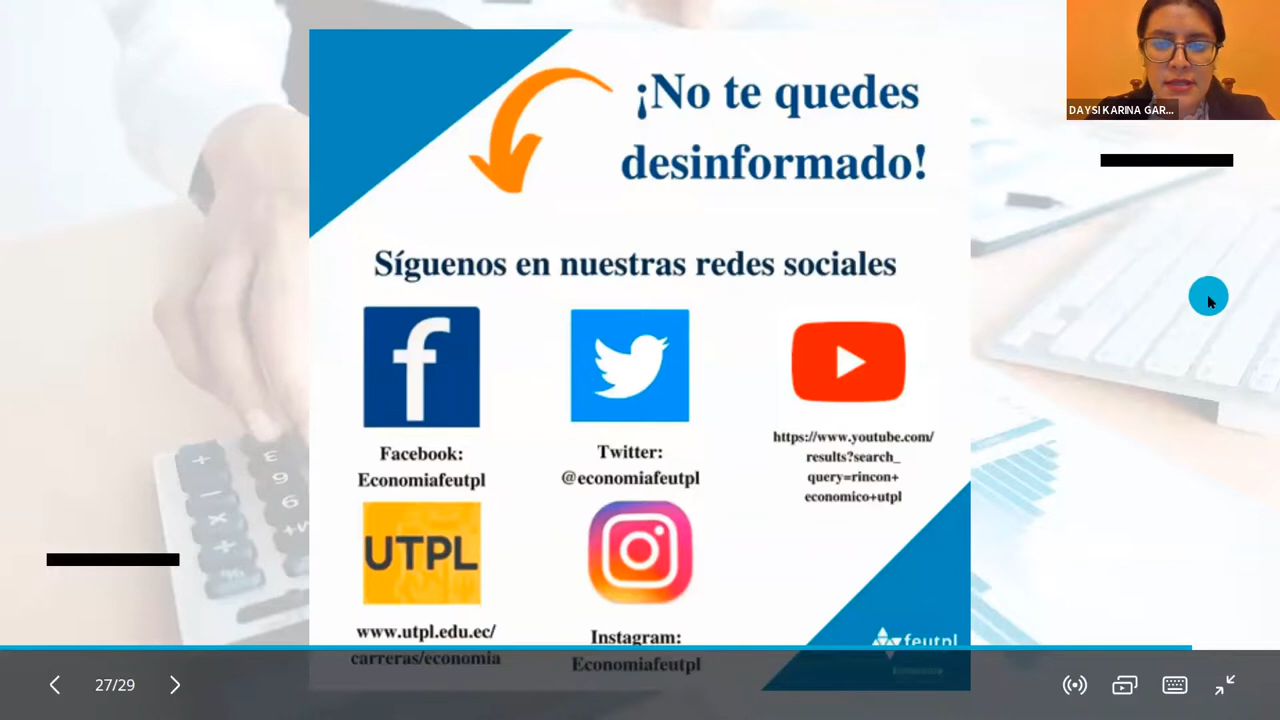 ¡No te quedes
desinformado!
DAYSI KARINA GAR...
Síguenos en nuestras redes sociales
Facebook:
Economiafeutpl
Twitter:
@economiafeutpl
https://www.youtube.com/
results?search_
query=rincon+
economico+utpl
UTPL
www.utpl.edu.ec/
carreras/economia
Instagram:
Economiafeutpl
feutpl
27/29